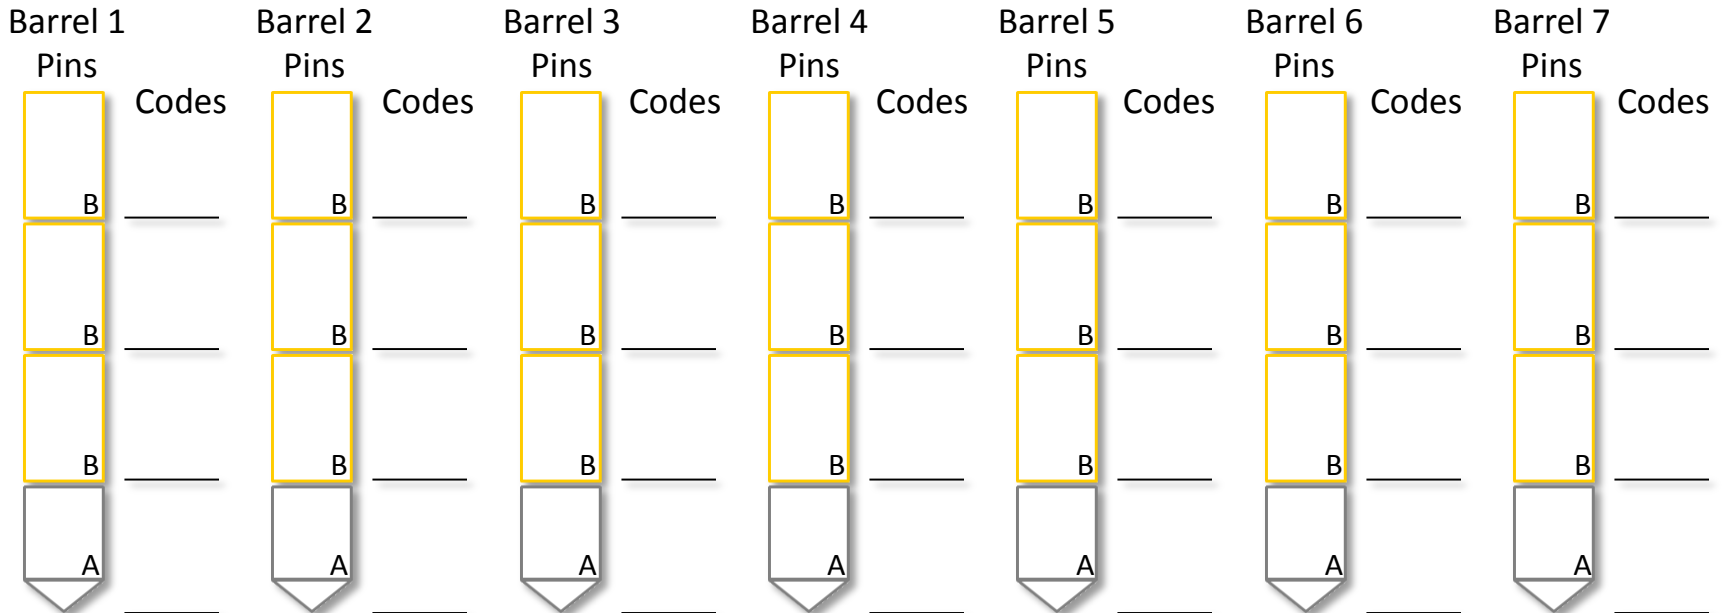 Barrel 1 Barrel 2 Barrel 3 Barrel 4 Barrel 5 Barrel 6 Barrel 7
Pins Pins Pins Pins Pins Pins Pins
Codes Codes Codes Codes Codes Codes Codes
B B B B B B B
B B B B B B B
B B B B B B B
A A A A A A A